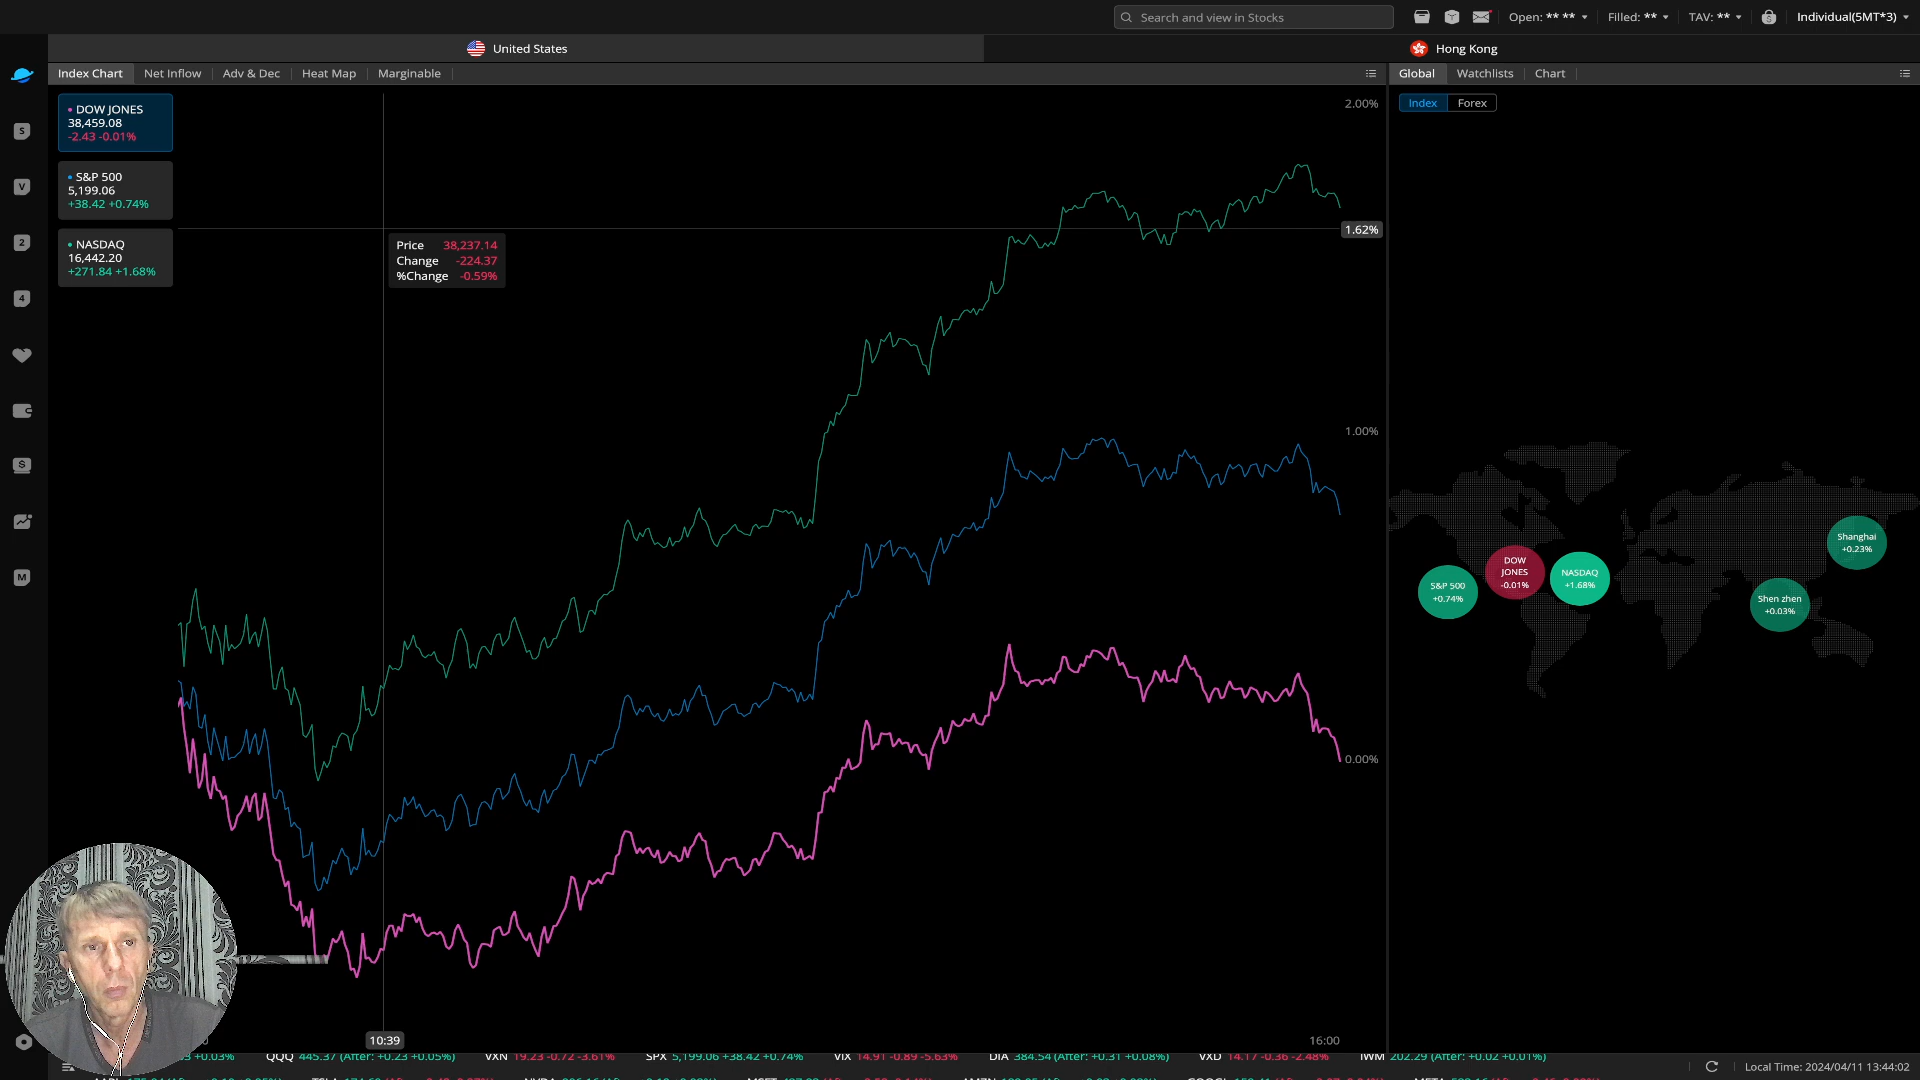 Search and view in Stocks
Open: ** **
Filled: **
TAV: **
Individual(5MT*3)
United States
Hong Kong
Index Chart
Net Inflow
Adv & Dec
Heat Map
Marginable
Global
Watchlists
Chart
Index
Forex
DOW JONES
38,459.08
-2.43 -0.01%
S&P 500
5,199.06
+38.42 +0.74%
NASDAQ
16,442.20
+271.84 +1.68%
Price 38,237.14
Change -224.37
%Change -0.59%
2.00%
1.62%
1.00%
0.00%
S&P 500
+0.74%
DOW
JONES
-0.01%
NASDAQ
+1.68%
Shanghai
+0.23%
Shen zhen
+0.03%
10:39
16:00
+0.03% QQQ 445.37 (After: +0.23 +0.05%) VXN 19.23 -0.72 -3.61% SPX 5,199.06 +38.42 +0.74% VIX 14.91 -0.89 -5.63% DIA 384.54 (After: +0.31 +0.08%) VXD 14.17 -0.36 -2.48% IWM 202.29 (After: +0.02 +0.01%)
Local Time: 2024/04/11 13:44:02